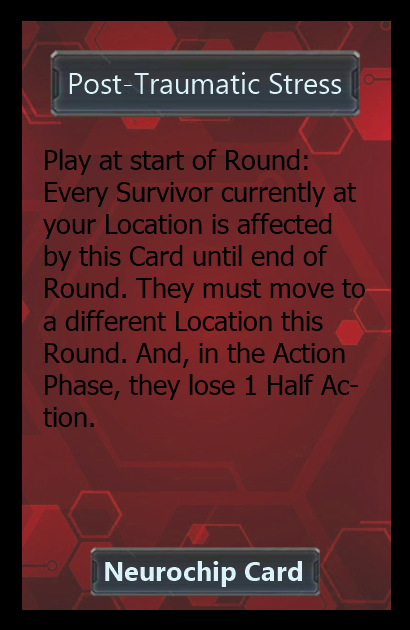 Post-Traumatic Stress
Play at start of Round:
Every Survivor currently at
your Location is affected
by this Card until end of
Round. They must move to
a different Location this
Round. And, in the Action
Phase, they lose 1 Half Ac-
tion.
Neurochip Card